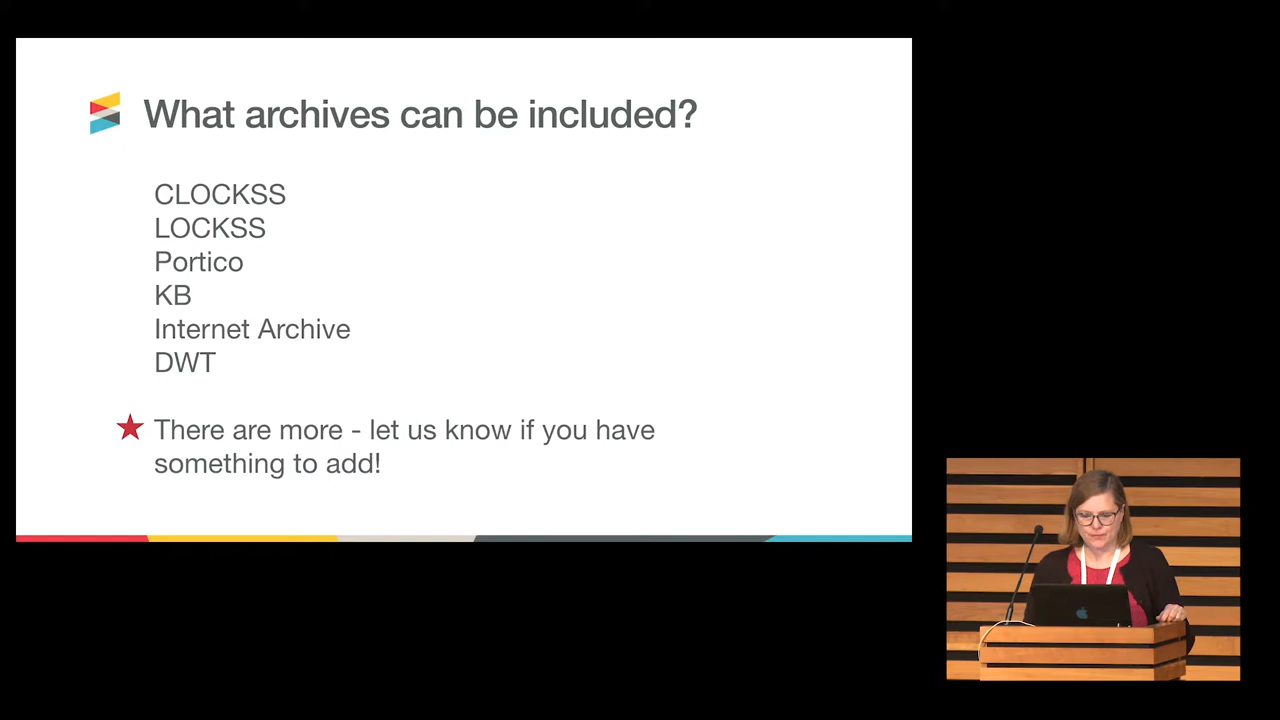 What archives can be included?
CLOCKSS
LOCKSS
Portico
KB
Internet Archive
DWT
There are more - let us know if you have
something to add!